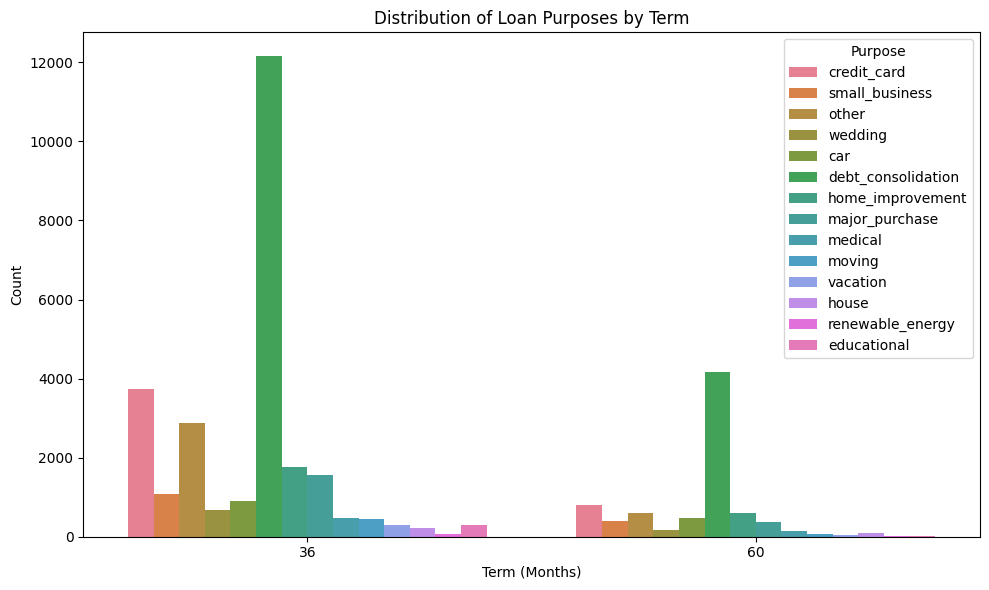 Distribution of Loan Purposes by Term
Purpose
credit_card
small_business
other
wedding
car
debt_consolidation
home_improvement
major_purchase
medical
moving
vacation
house
renewable_energy
educational
Count
12000
10000
8000
6000
4000
2000
0
36
60
Term (Months)